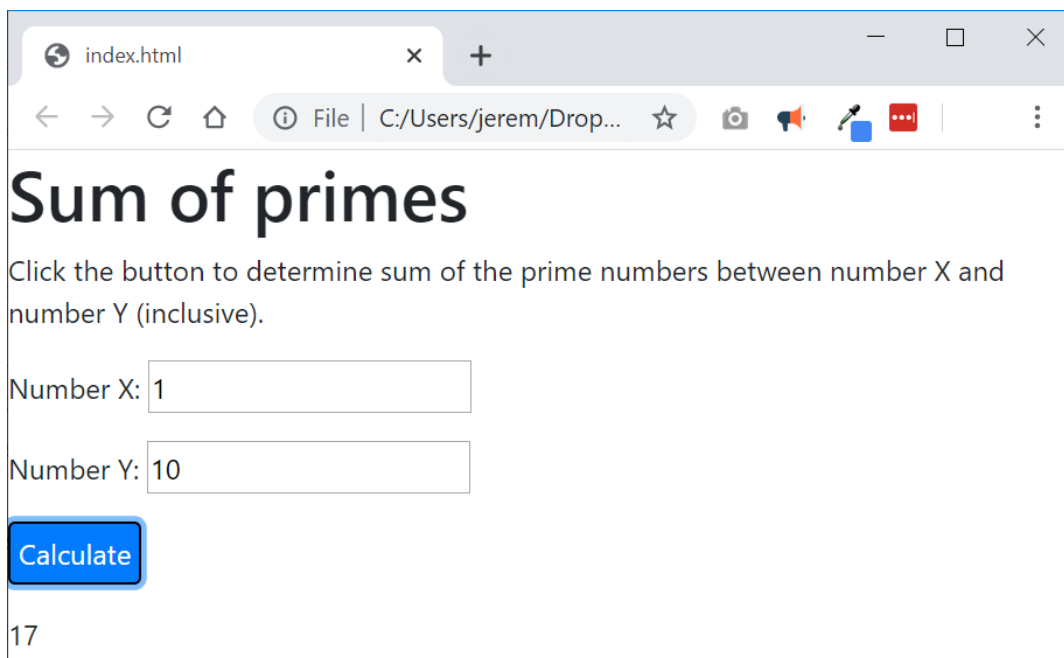 index.html
File | C:/Users/jerem/Drop...
Sum of primes
Click the button to determine sum of the prime numbers between number X and
number Y (inclusive).
Number X: 1
Number Y: 10
Calculate
17